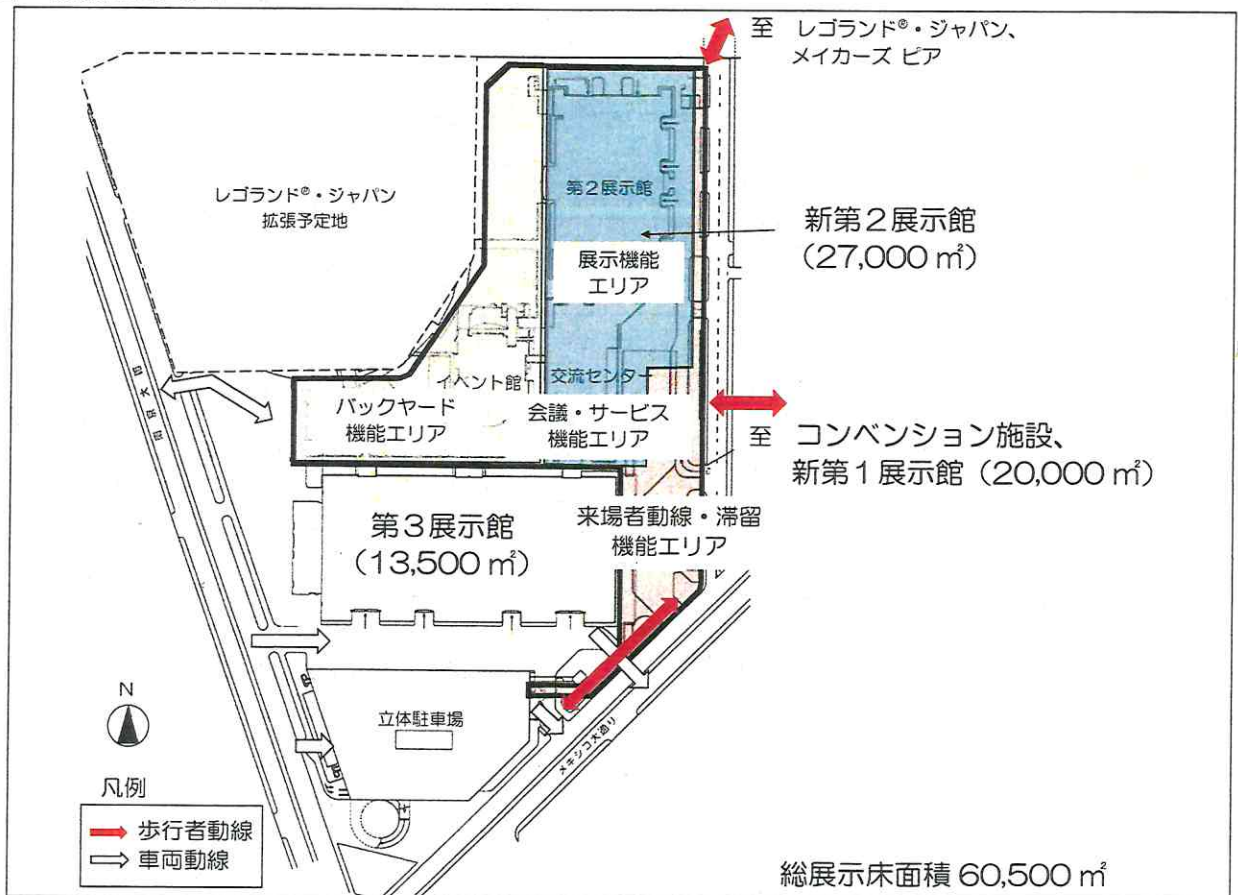 至 レゴランド®・ジャパン、
メイカーズ ピア
レゴランド®・ジャパン
拡張予定地
第2展示館
新第2展示館
(27,000 ㎡)
展示機能
エリア
イベント館
交流センター
バックヤード
機能エリア
会議・サービス
機能エリア
至 コンベンション施設、
新第1展示館(20,000 ㎡)
第3展示館
(13,500 ㎡)
来場者動線・滞留
機能エリア
N
立体駐車場
メキシコ大通り
凡例
歩行者動線
車両動線
総展示床面積 60,500 ㎡